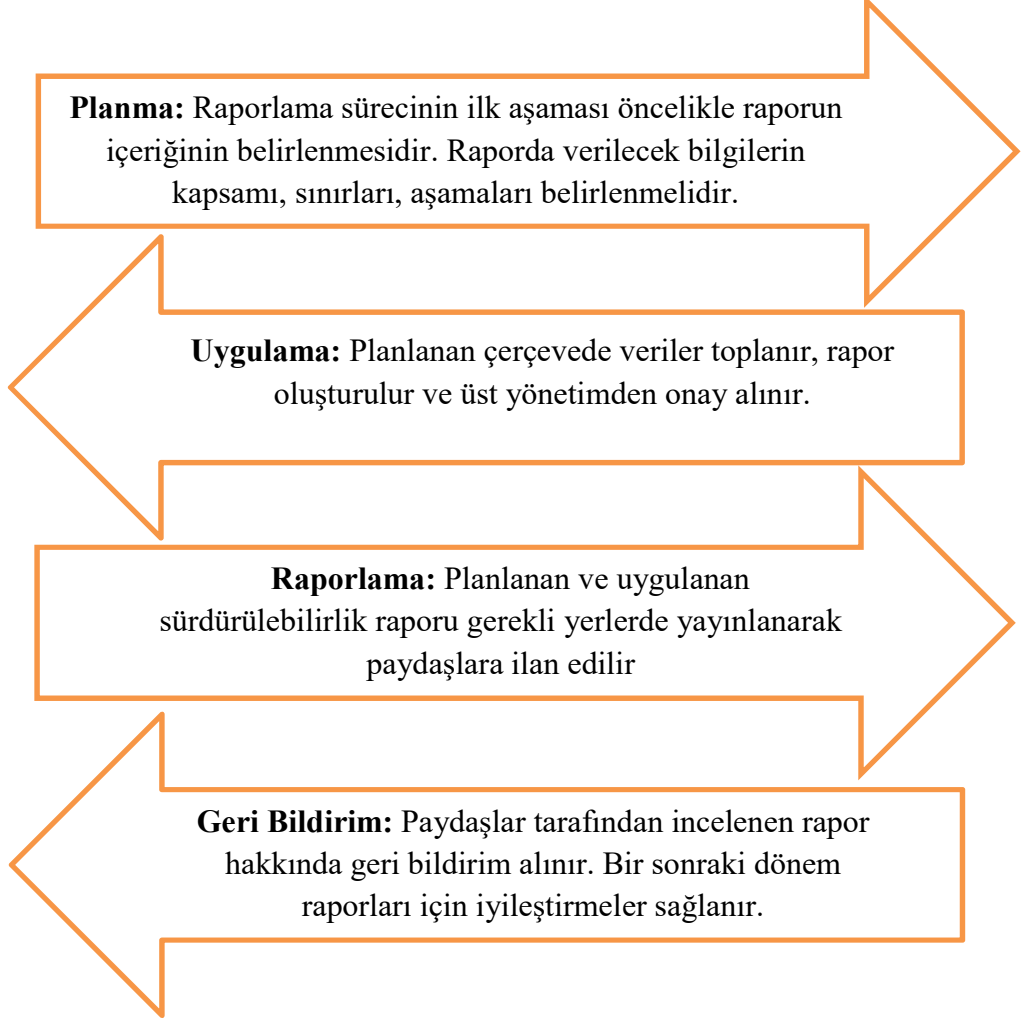 Planma: Raporlama sürecinin ilk aşaması öncelikle raporun
içeriğinin belirlenmesidir. Raporda verilecek bilgilerin
kapsamı, sınırları, aşamaları belirlenmelidir.
Uygulama: Planlanan çerçevede veriler toplanır, rapor
oluşturulur ve üst yönetimden onay alınır.
Raporlama: Planlanan ve uygulanan
sürdürülebilirlik raporu gerekli yerlerde yayınlanarak
paydaşlara ilan edilir
Geri Bildirim: Paydaşlar tarafından incelenen rapor
hakkında geri bildirim alınır. Bir sonraki dönem
raporları için iyileştirmeler sağlanır.